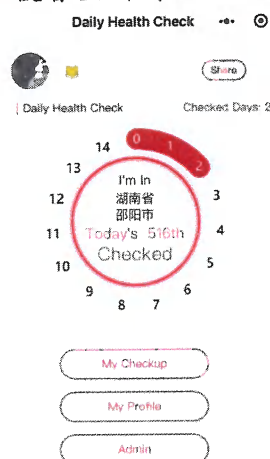 Daily Health Check
Share
Daily Health Check
Checked Days: 2
0
1
2
3
4
5
6
7
8
9
10
11
12
13
14
I'm In
湖南省
邵阳市
Today's 516th
Checked
My Checkup
My Profile
Admin